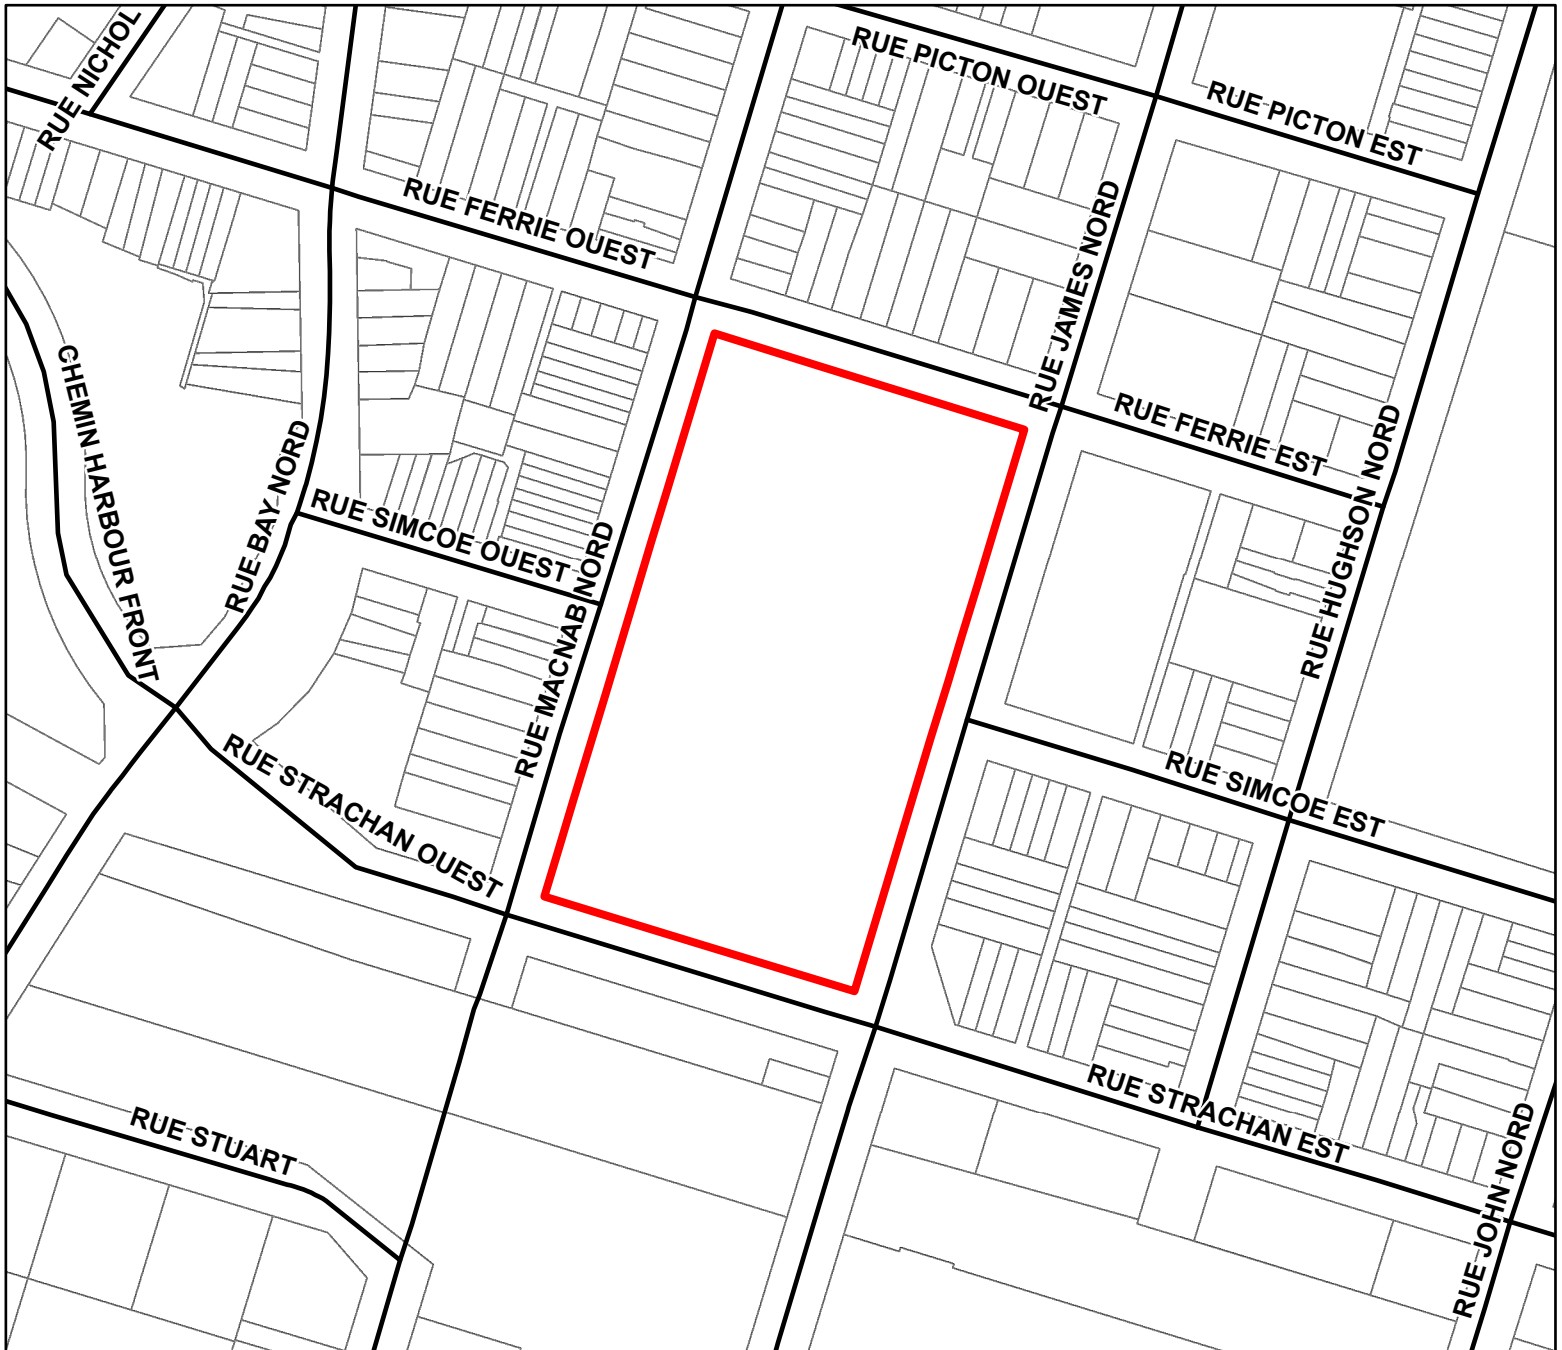 RUE NICHOL
RUE PICTON OUEST
RUE PICTON EST
RUE FERRIE OUEST
RUE JAMES NORD
CHEMIN HARBOUR FRONT
RUE BAY NORD
RUE FERRIE EST
RUE HUGHSON NORD
RUE SIMCOE OUEST
RUE MACNAB NORD
RUE STRACHAN OUEST
RUE SIMCOE EST
RUE STUART
RUE STRACHAN EST
RUE JOHN NORD